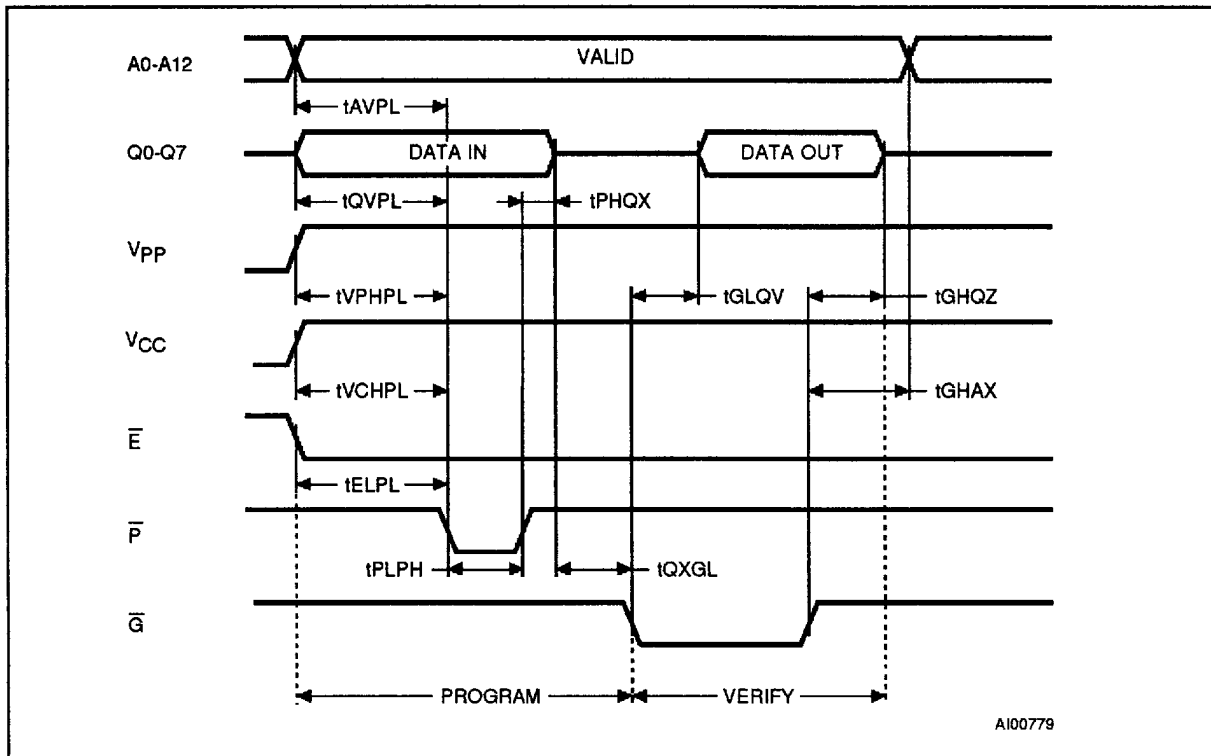 A0-A12
VALID
tAVPL
Q0-Q7
DATA IN
DATA OUT
tQVPL
tPHQX
VPP
tVPHPL
tGLQV
tGHQZ
VCC
tVCHPL
tGHAX
E̅
tELPL
P̅
tPLPH
tQXGL
G̅
PROGRAM
VERIFY
AI00779